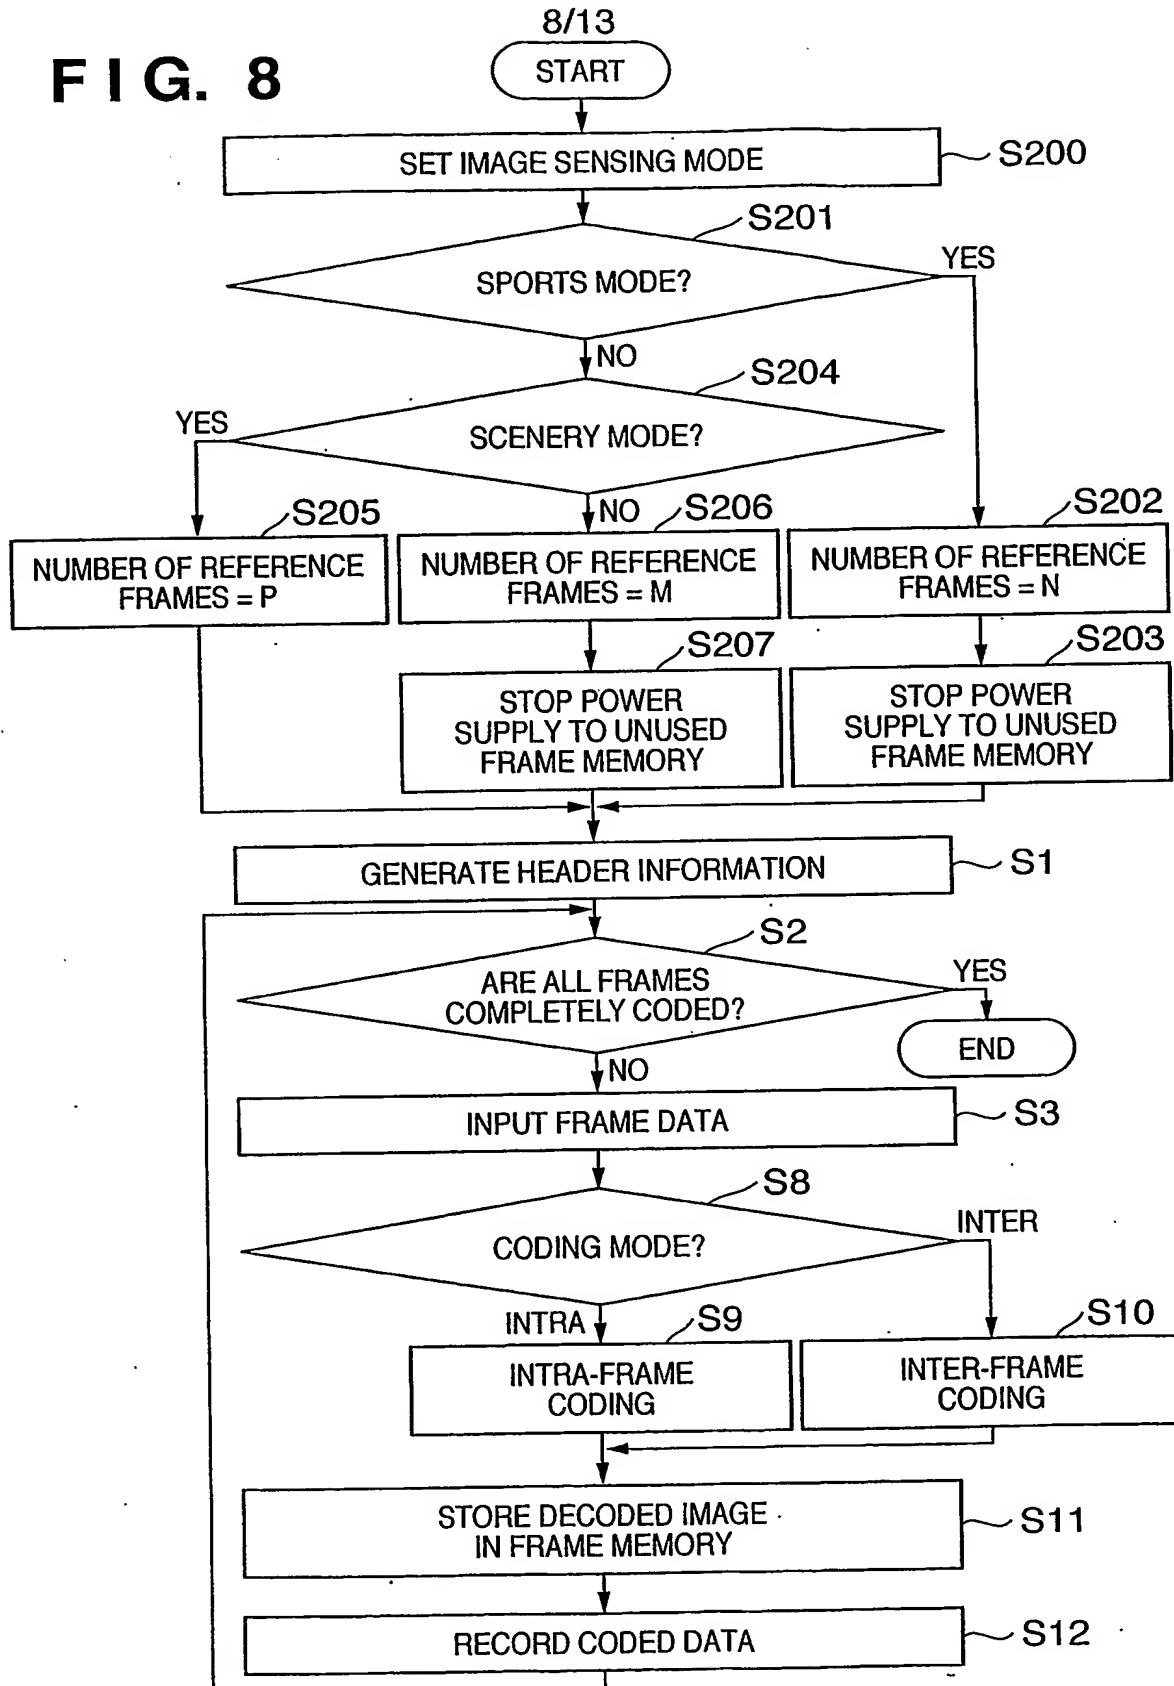 8/13
FIG. 8
START
SET IMAGE SENSING MODE
S200
S201
SPORTS MODE?
YES
NO
S204
YES
SCENERY MODE?
NO
S205
S206
S202
NUMBER OF REFERENCE
FRAMES = P
NUMBER OF REFERENCE
FRAMES = M
NUMBER OF REFERENCE
FRAMES = N
S207
S203
STOP POWER
SUPPLY TO UNUSED
FRAME MEMORY
STOP POWER
SUPPLY TO UNUSED
FRAME MEMORY
GENERATE HEADER INFORMATION
S1
S2
ARE ALL FRAMES
COMPLETELY CODED?
YES
END
NO
INPUT FRAME DATA
S3
S8
CODING MODE?
INTER
INTRA
S9
S10
INTRA-FRAME
CODING
INTER-FRAME
CODING
STORE DECODED IMAGE
IN FRAME MEMORY
S11
RECORD CODED DATA
S12